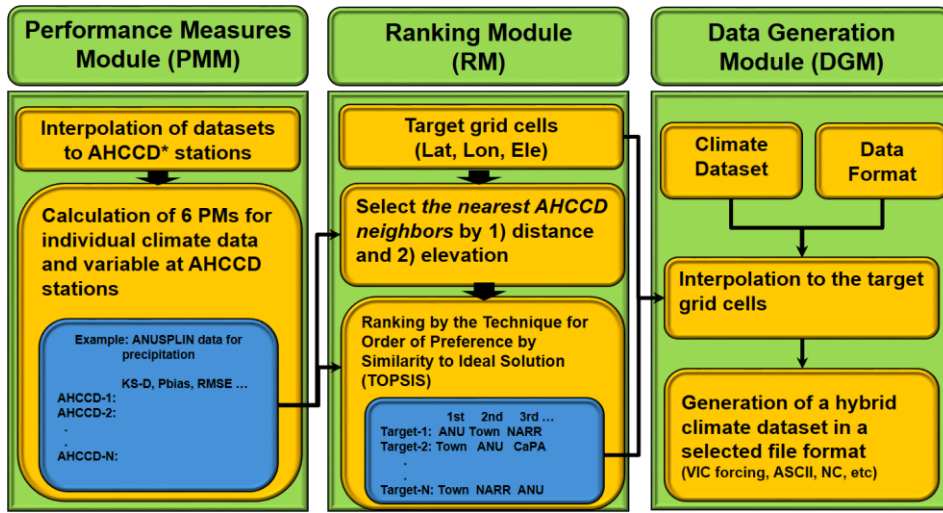 Performance Measures
Module (PMM)
Interpolation of datasets
to AHCCD* stations
Calculation of 6 PMs for
individual climate data
and variable at AHCCD
stations
Example: ANUSPLIN data for
precipitation
KS-D, Pbias, RMSE ...
AHCCD-1:
AHCCD-2:
.
.
AHCCD-N:
Ranking Module
(RM)
Target grid cells
(Lat, Lon, Ele)
Select the nearest AHCCD
neighbors by 1) distance
and 2) elevation
Ranking by the Technique for
Order of Preference by
Similarity to Ideal Solution
(TOPSIS)
1st 2nd 3rd ...
Target-1: ANU Town NARR
Target-2: Town ANU CaPA
.
.
Target-N: Town NARR ANU
Data Generation
Module (DGM)
Climate
Dataset
Data
Format
Interpolation to the target
grid cells
Generation of a hybrid
climate dataset in a
selected file format
(VIC forcing, ASCII, NC, etc)